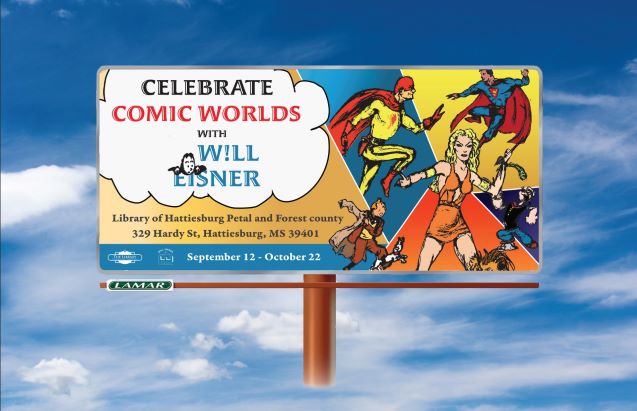 CELEBRATE
COMIC WORLDS
WITH
W!LL
EISNER
Library of Hattiesburg Petal and Forest county
329 Hardy St, Hattiesburg, MS 39401
September 12 - October 22
LAMAR